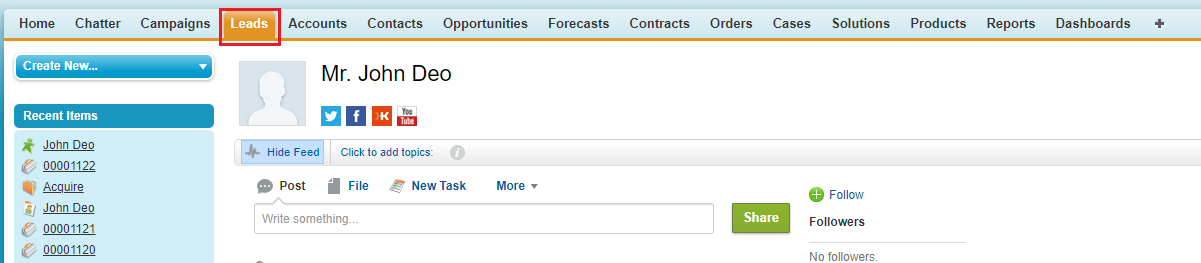 Home Chatter Campaigns Leads Accounts Contacts Opportunities Forecasts Contracts Orders Cases Solutions Products Reports Dashboards +
Create New...
Mr. John Deo
You Tube
Recent Items
John Deo
00001122
Acquire
John Deo
00001121
00001120
Hide Feed Click to add topics: i
Post File New Task More
Write something...
Share
Follow
Followers
No followers.